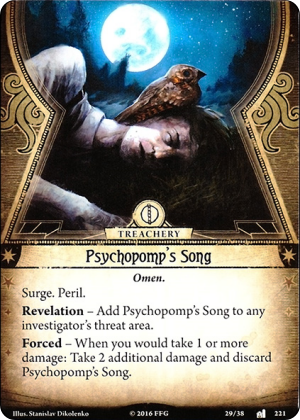 TREACHERY
Psychopomp's Song
Omen.
Surge. Peril.
Revelation – Add Psychopomp's Song to any
investigator's threat area.
Forced – When you would take 1 or more
damage: Take 2 additional damage and discard
Psychopomp's Song.
Illus. Stanislav Dikolenko
© 2016 FFG
29/38
221